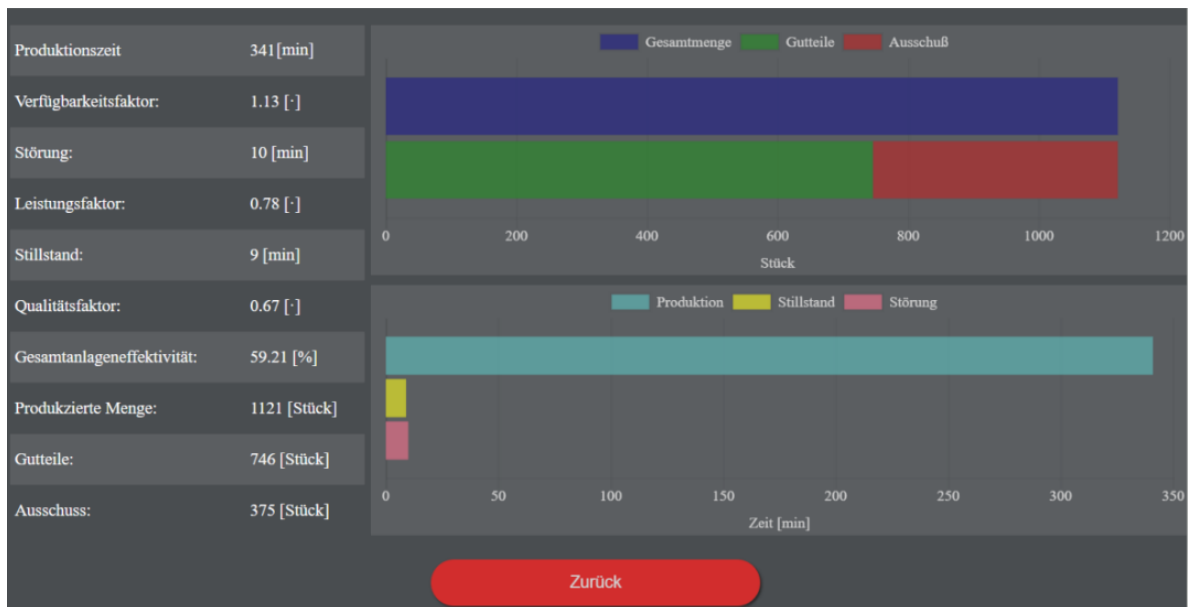 Produktionszeit 341[min]
Verfügbarkeitsfaktor: 1.13 [·]
Störung: 10 [min]
Leistungsfaktor: 0.78 [·]
Stillstand: 9 [min]
Qualitätsfaktor: 0.67 [·]
Gesamtanlageneffektivität: 59.21 [%]
Produkzierte Menge: 1121 [Stück]
Gutteile: 746 [Stück]
Ausschuss: 375 [Stück]
Gesamtmenge Gutteile Ausschuß
0 200 400 600 800 1000 1200
Stück
Produktion Stillstand Störung
0 50 100 150 200 250 300 350
Zeit [min]
Zurück